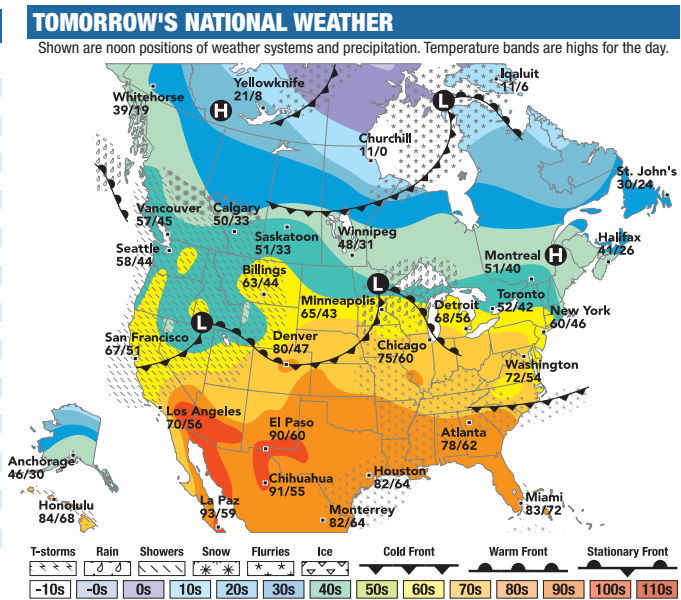 TOMORROW'S NATIONAL WEATHER
Shown are noon positions of weather systems and precipitation. Temperature bands are highs for the day.
Iqaluit
11/6
Yellowknife
21/8
Whitehorse
39/19
H
L
Churchill
11/0
St. John's
30/24
Vancouver
57/45
Calgary
50/33
Winnipeg
48/31
Halifax
41/26
Saskatoon
51/33
Seattle
58/44
Montreal
51/40
H
Billings
63/44
L
Minneapolis
65/43
Detroit
68/56
Toronto
52/42
New York
60/46
L
San Francisco
67/51
Denver
80/47
Chicago
75/60
Washington
72/54
Los Angeles
70/56
El Paso
90/60
Atlanta
78/62
Anchorage
46/30
Houston
82/64
Chihuahua
91/55
Honolulu
84/68
La Paz
93/59
Monterrey
82/64
Miami
83/72
T-storms Rain Showers Snow Flurries Ice Cold Front Warm Front Stationary Front
-10s -0s 0s 10s 20s 30s 40s 50s 60s 70s 80s 90s 100s 110s